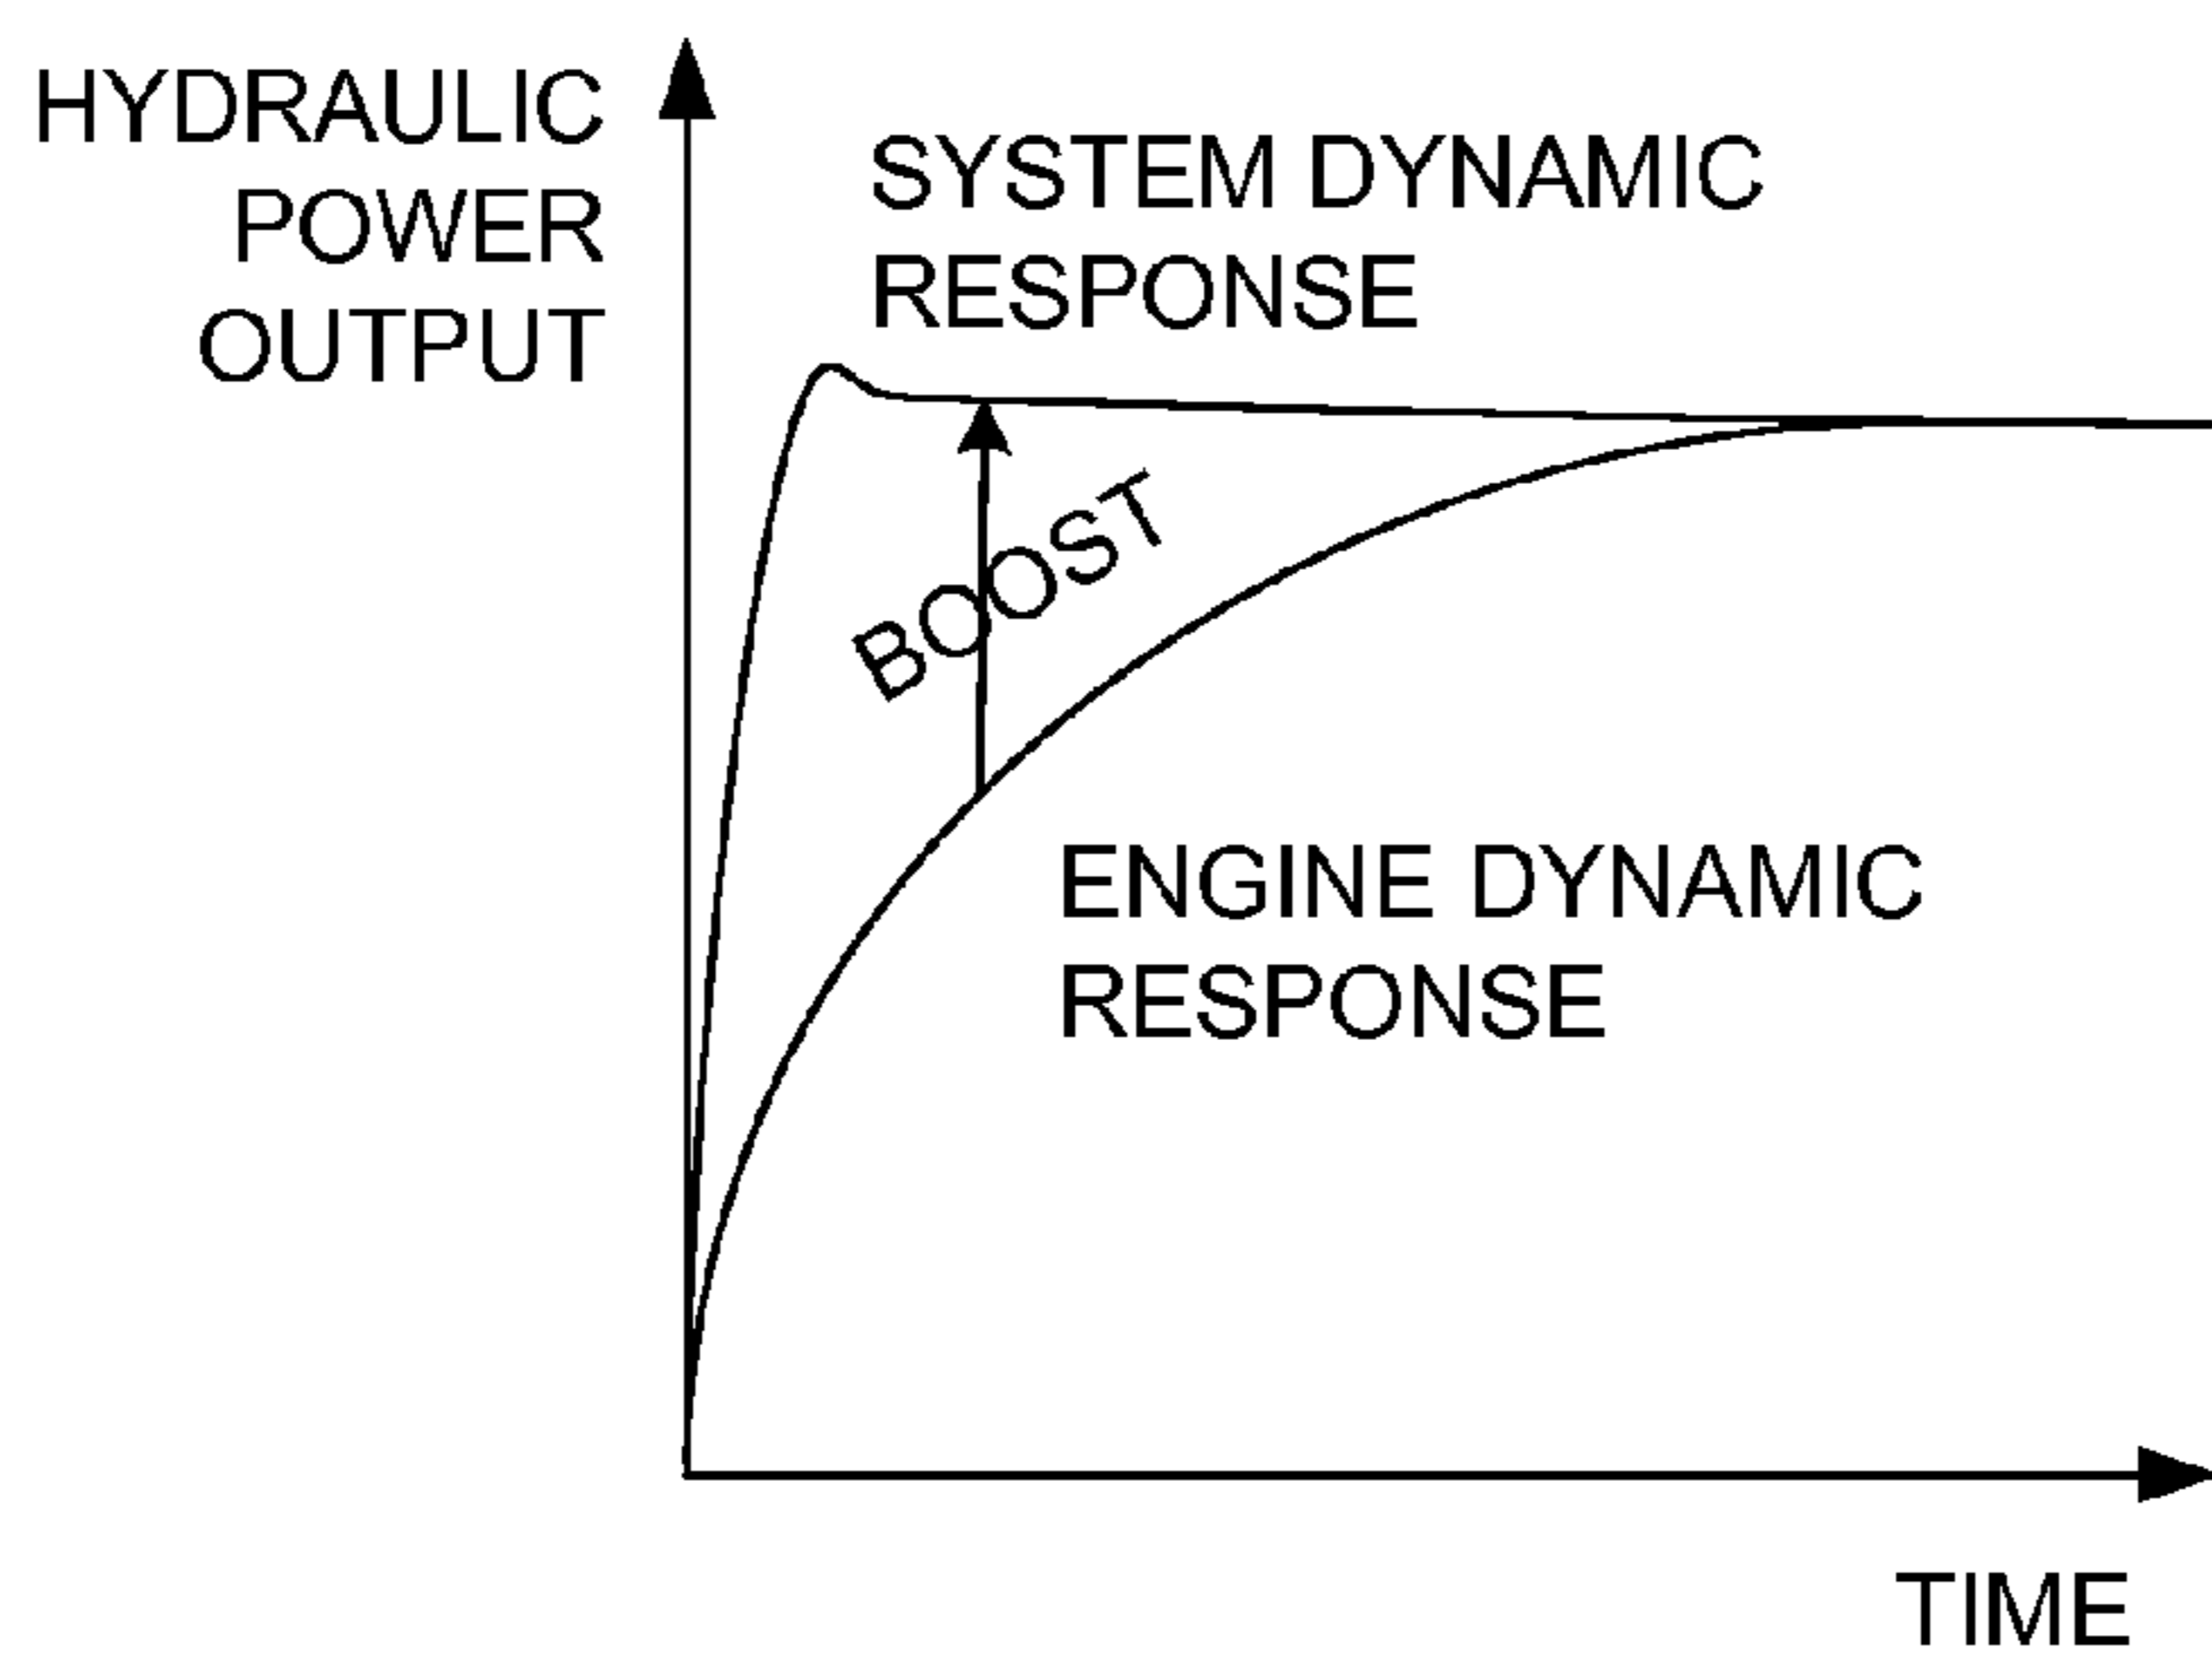 HYDRAULIC
POWER
OUTPUT
SYSTEM DYNAMIC
RESPONSE
BOOST
ENGINE DYNAMIC
RESPONSE
TIME